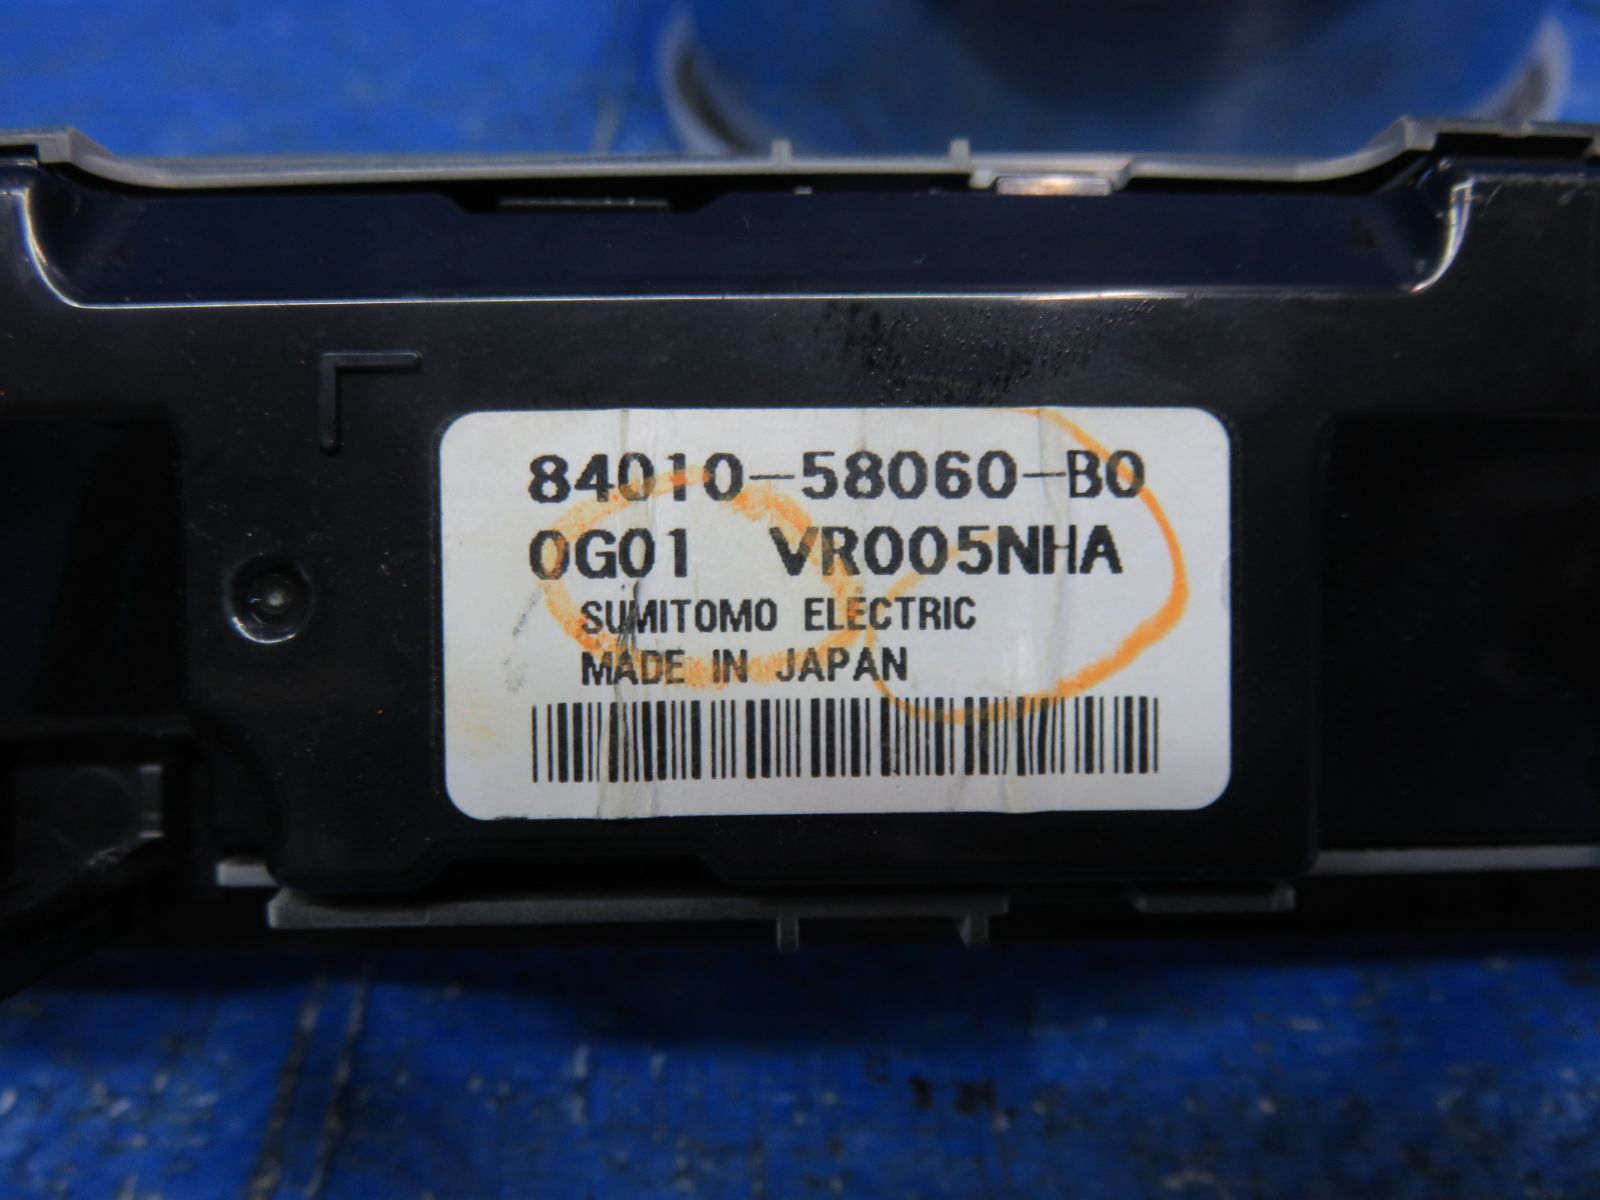 84010-58060-B0
0G01 VR005NHA
SUMITOMO ELECTRIC
MADE IN JAPAN